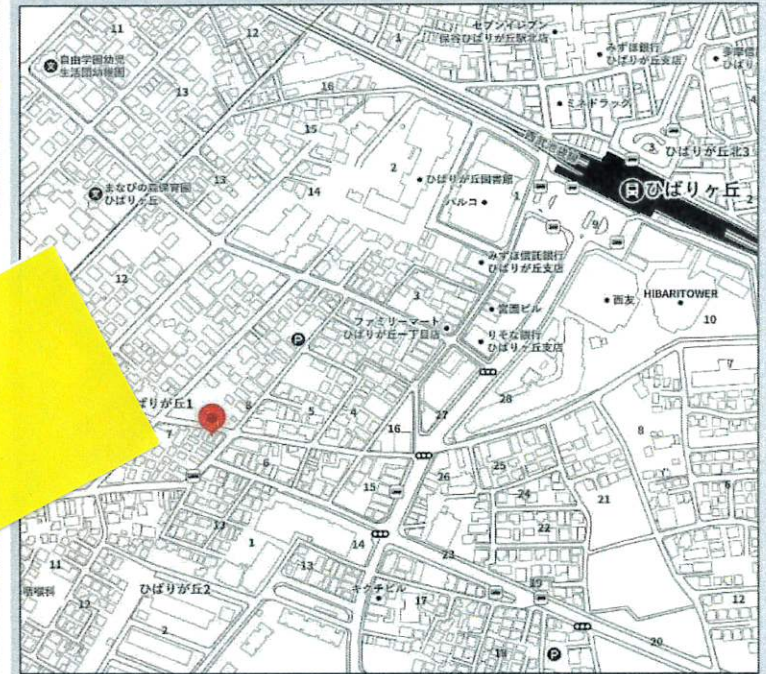 セブンイレブン
保谷ひばりが丘駅北店
みずほ銀行
ひばりが丘支店
ミネドラッグ
11
12
1
自由学園幼児
生活団幼稚園
13
16
15
2
ひばりが丘図書館
パルコ
1
ひばりが丘北3
ひばりヶ丘
13
14
まなびの森保育園
ひばりヶ丘
みずほ信託銀行
ひばりが丘支店
9
2
12
3
宮園ビル
西友
HIBARITOWER
10
ファミリーマート
ひばりが丘一丁目店
りそな銀行
ひばりヶ丘支店
P
ばりが丘1
7
8
5
4
16
27
28
8
6
15
26
25
24
21
22
13
1
14
13
23
19
11
ひばりが丘2
キクチビル
17
12
12
2
18
P
20